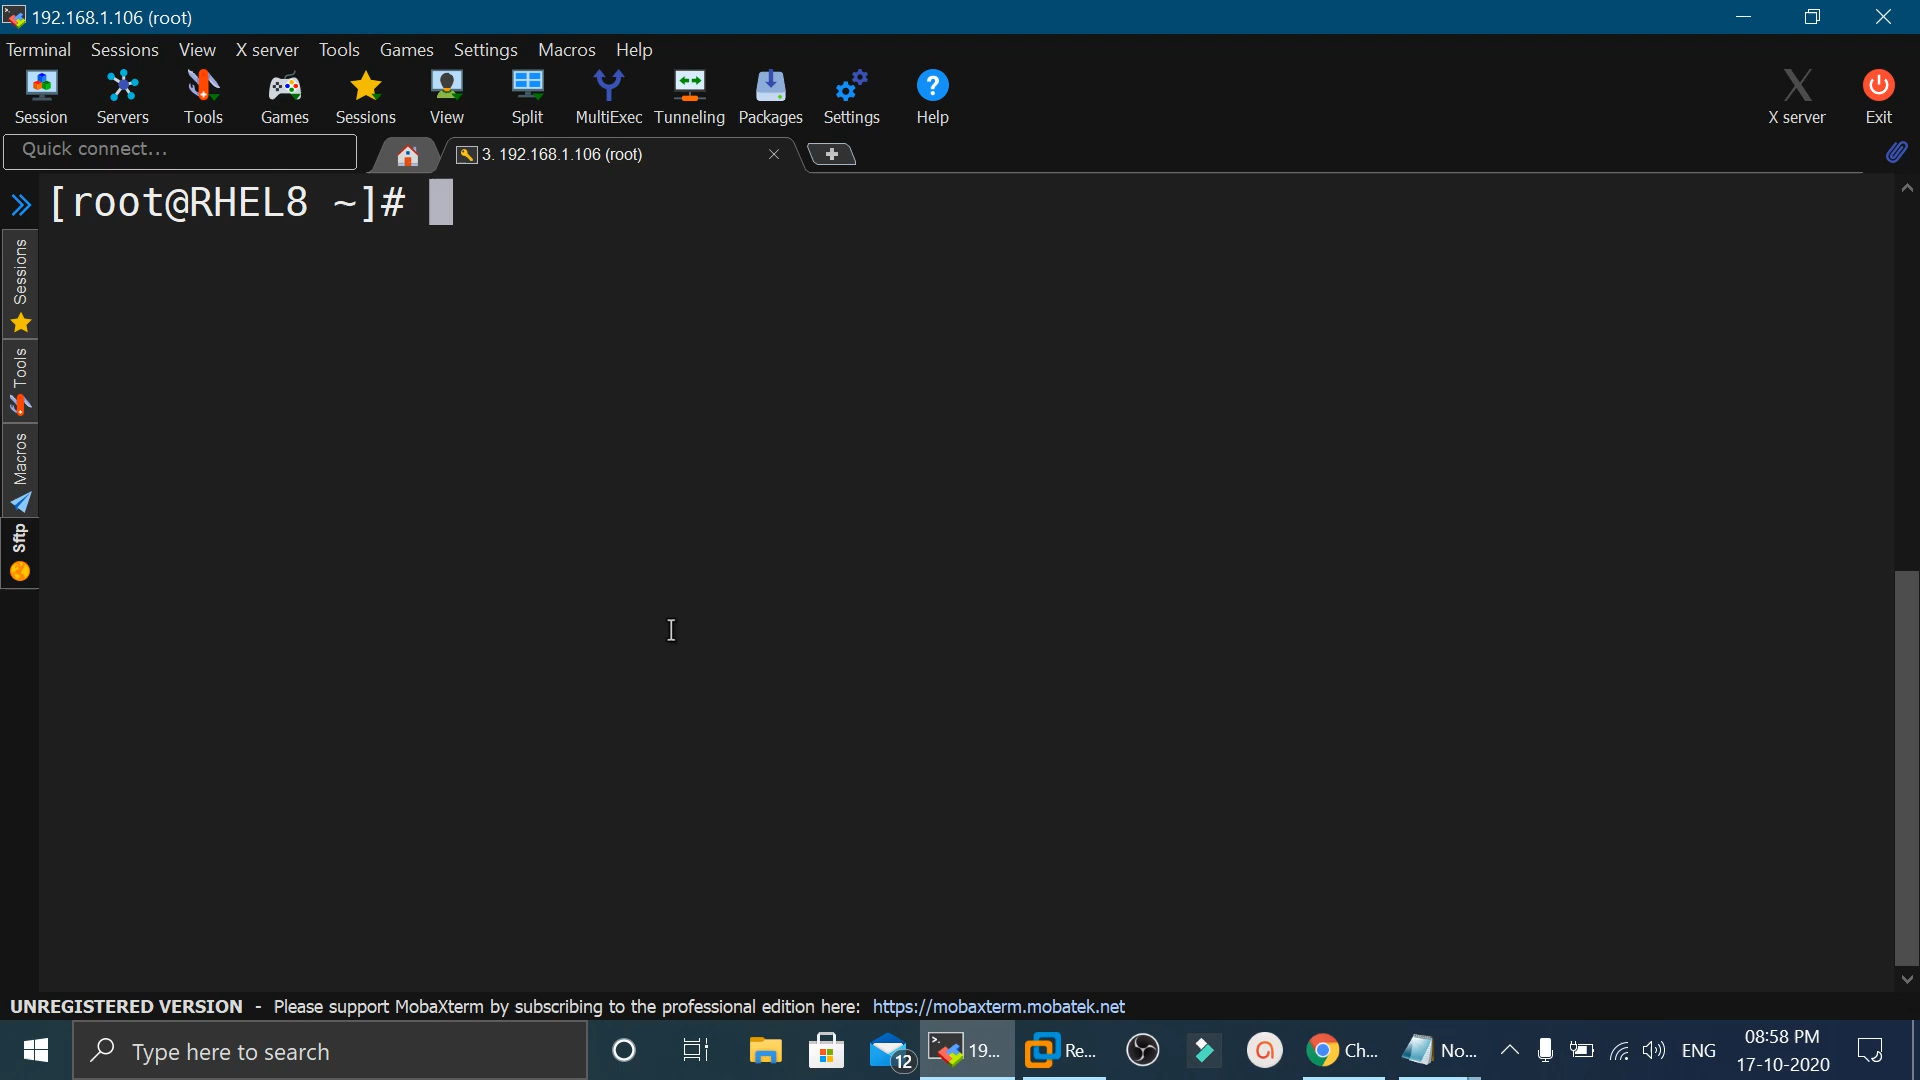 192.168.1.106 (root)
Terminal Sessions View X server Tools Games Settings Macros Help
Session Servers Tools Games Sessions View Split MultiExec Tunneling Packages Settings Help X server Exit
Quick connect... 3. 192.168.1.106 (root)
[root@RHEL8 ~]#
Sessions
Tools
Macros
Sftp
UNREGISTERED VERSION - Please support MobaXterm by subscribing to the professional edition here: https://mobaxterm.mobatek.net
Type here to search 12 19... Re... Ch... No... ENG 08:58 PM
17-10-2020